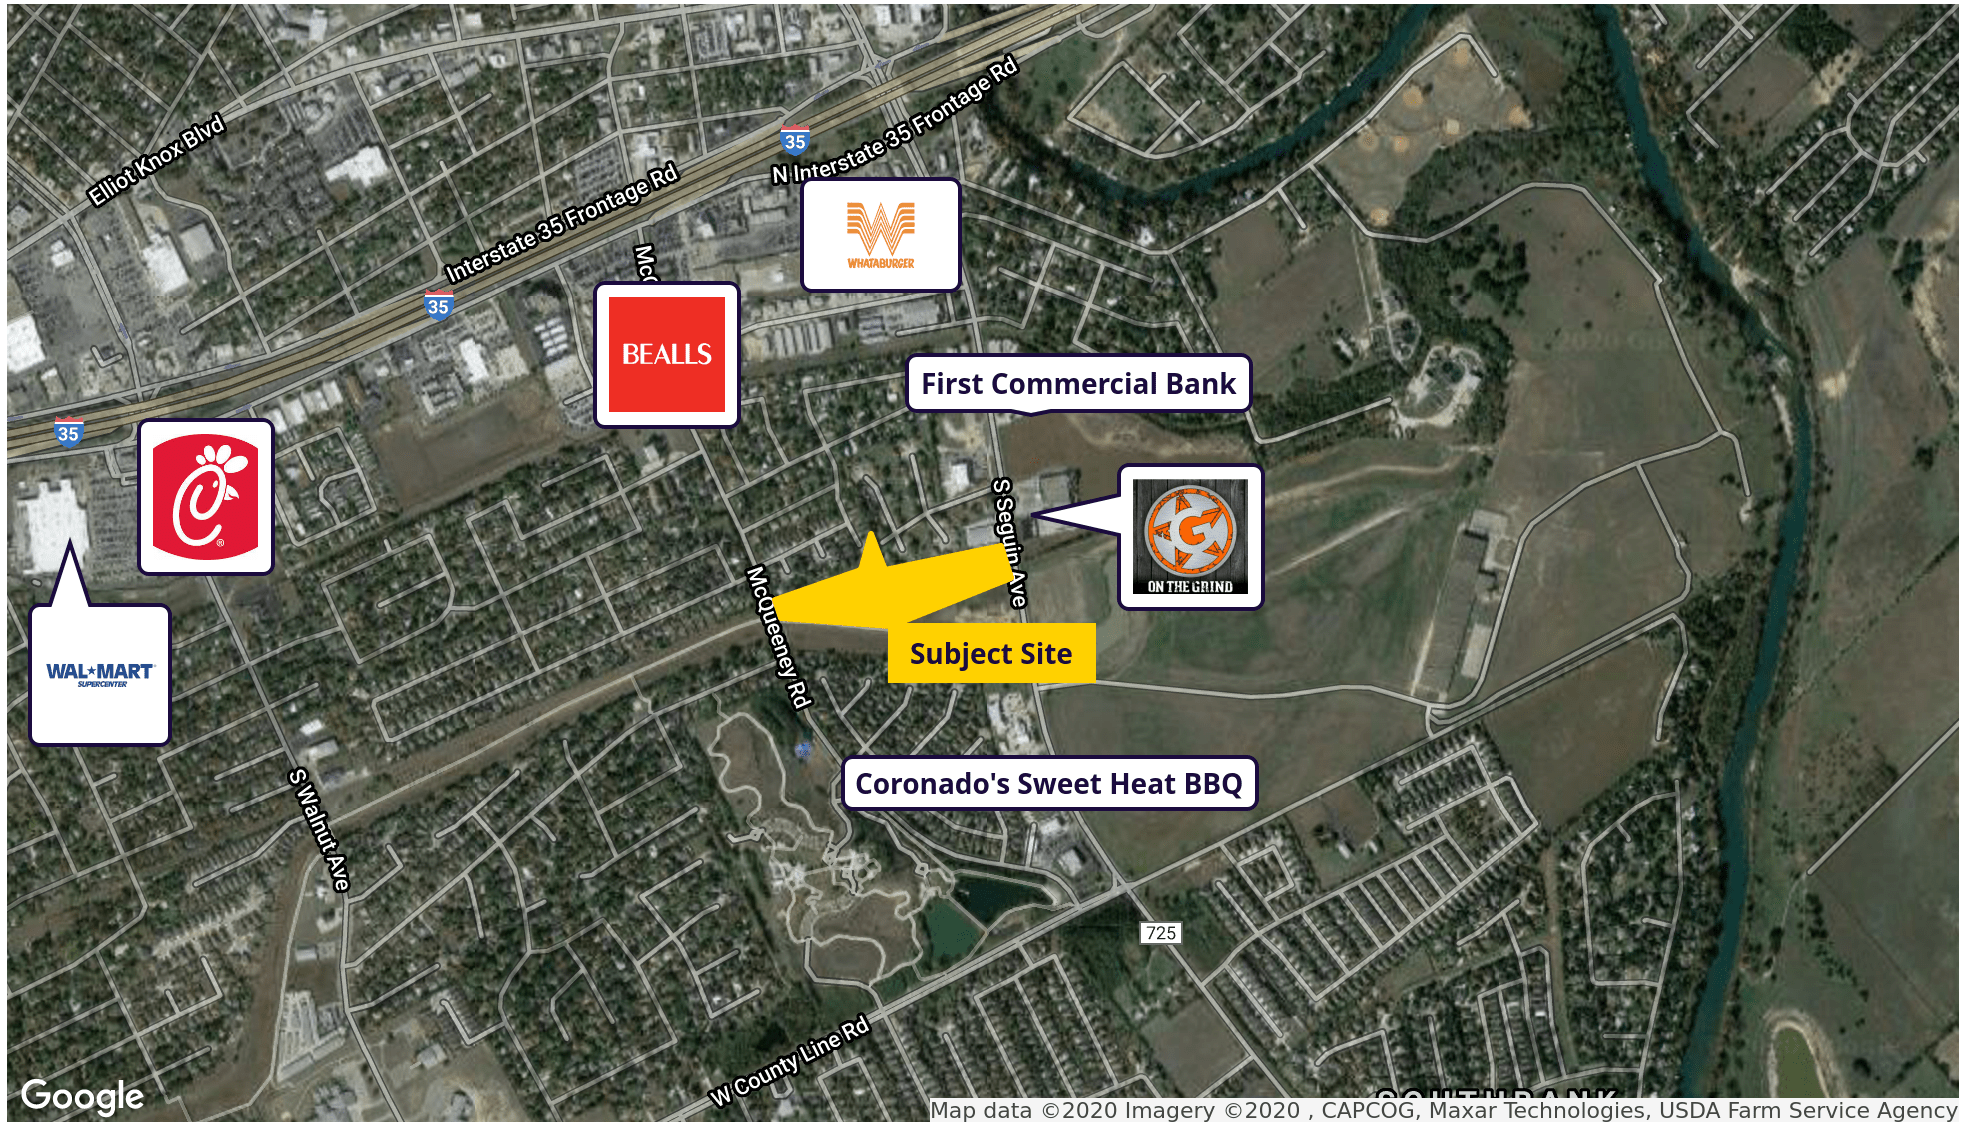 Elliot Knox Blvd
Interstate 35 Frontage Rd
N Interstate 35 Frontage Rd
35
35
35
McQ
WHATABURGER
BEALLS
First Commercial Bank
S Seguin Ave
ON THE GRIND
WAL★MART
SUPERCENTER
McQueeney Rd
Subject Site
Coronado's Sweet Heat BBQ
S Walnut Ave
725
W County Line Rd
SOUTHBANK
Google
Map data ©2020 Imagery ©2020 , CAPCOG, Maxar Technologies, USDA Farm Service Agency